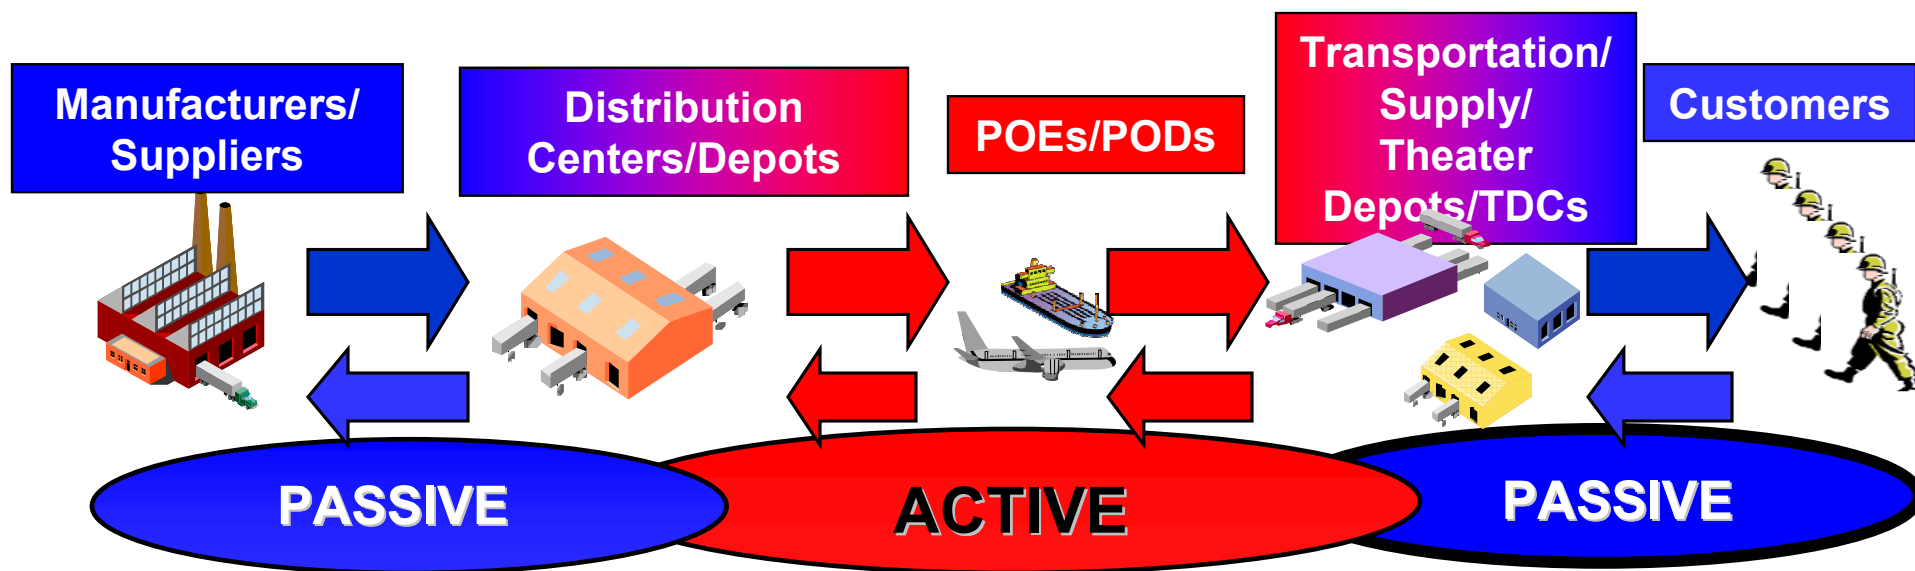 Manufacturers/
Suppliers
Distribution
Centers/Depots
POEs/PODs
Transportation/
Supply/
Theater
Depots/TDCs
Customers
PASSIVE
ACTIVE
PASSIVE